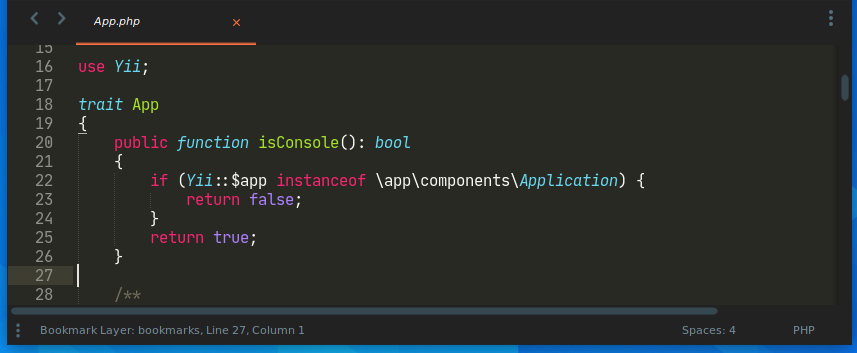 App.php ×
15
16 use Yii;
17
18 trait App
19 {
20     public function isConsole(): bool
21     {
22         if (Yii::$app instanceof \app\components\Application) {
23             return false;
24         }
25         return true;
26     }
27
28     /**
Bookmark Layer: bookmarks, Line 27, Column 1 Spaces: 4 PHP